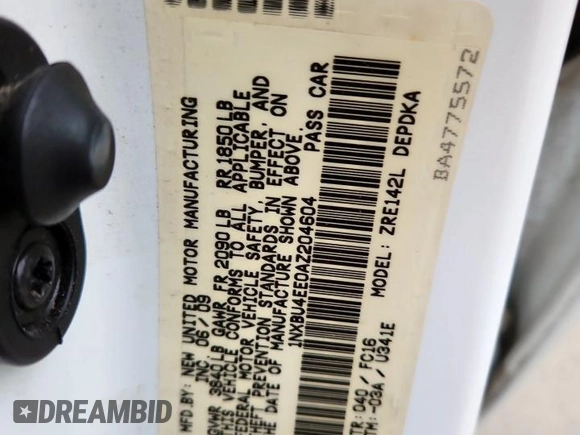 MFD.BY: NEW UNITED MOTOR MANUFACTURING
INC. 06/09
GVWR 3840LB GAWR FR 2090LB RR 1850LB
THIS VEHICLE CONFORMS TO ALL APPLICABLE
FEDERAL MOTOR VEHICLE SAFETY, BUMPER, AND
THEFT PREVENTION STANDARDS IN EFFECT ON
THE DATE OF MANUFACTURE SHOWN ABOVE.
1NXBU4EE0AZ204604 PASS CAR
MODEL: ZRE142L DEPDKA
TR: 040 / FC16
TM: -03A / U341E
BA4775572
DREAMBID